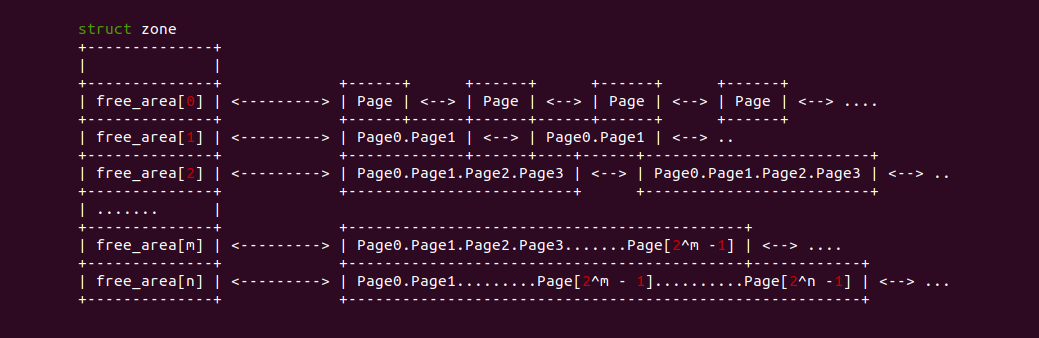 struct zone
+--------------+
|              |
+--------------+             +------+      +------+      +------+      +------+
| free_area[0] | <---------> | Page | <--> | Page | <--> | Page | <--> | Page | <--> ....
+--------------+             +------+------+------+------+------+      +------+
| free_area[1] | <---------> | Page0.Page1 | <--> | Page0.Page1 | <--> ..
+--------------+             +-------------+------+----+------+-------------------------+
| free_area[2] | <---------> | Page0.Page1.Page2.Page3 | <--> | Page0.Page1.Page2.Page3 | <--> ..
+--------------+             +-------------------------+      +-------------------------+
| .......      |
+--------------+             +--------------------------------------------+
| free_area[m] | <---------> | Page0.Page1.Page2.Page3.......Page[2^m -1] | <--> ....
+--------------+             +--------------------------------------------+------------+
| free_area[n] | <---------> | Page0.Page1.........Page[2^m - 1]..........Page[2^n -1] | <--> ...
+--------------+             +---------------------------------------------------------+